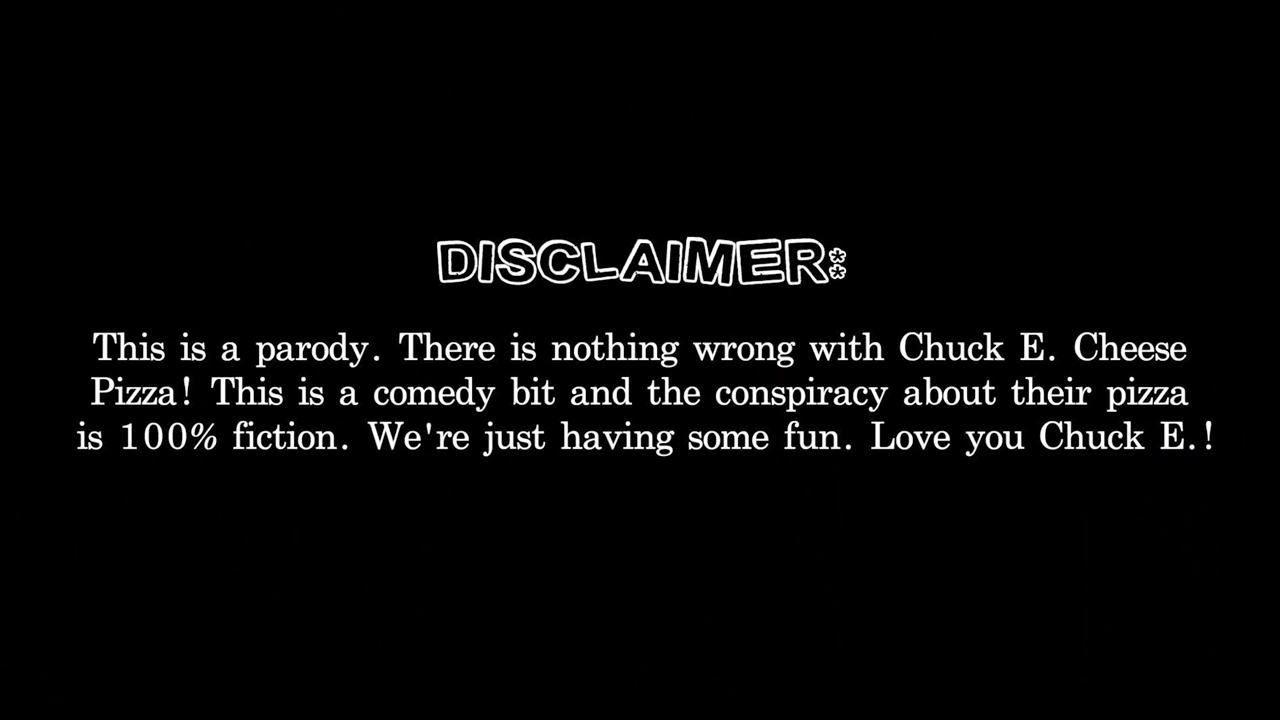 DISCLAIMER:
This is a parody. There is nothing wrong with Chuck E. Cheese
Pizza! This is a comedy bit and the conspiracy about their pizza
is 100% fiction. We're just having some fun. Love you Chuck E.!